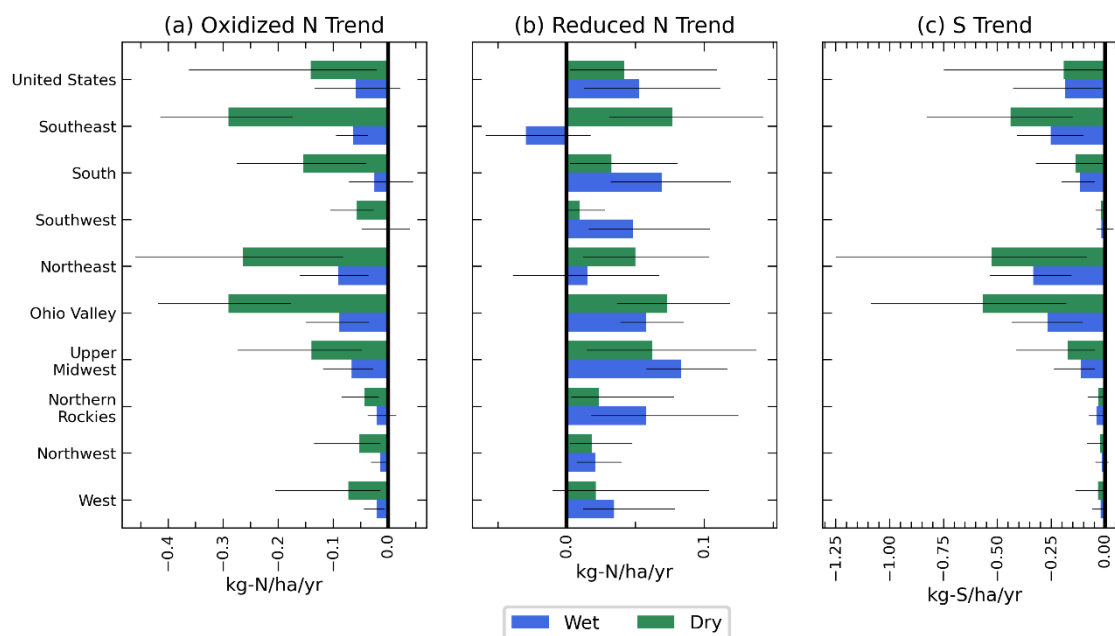 (a) Oxidized N Trend
(b) Reduced N Trend
(c) S Trend
United States
Southeast
South
Southwest
Northeast
Ohio Valley
Upper
Midwest
Northern
Rockies
Northwest
West
−0.4
−0.3
−0.2
−0.1
0.0
kg-N/ha/yr
0.0
0.1
kg-N/ha/yr
−1.25
−1.00
−0.75
−0.50
−0.25
0.00
kg-S/ha/yr
Wet
Dry